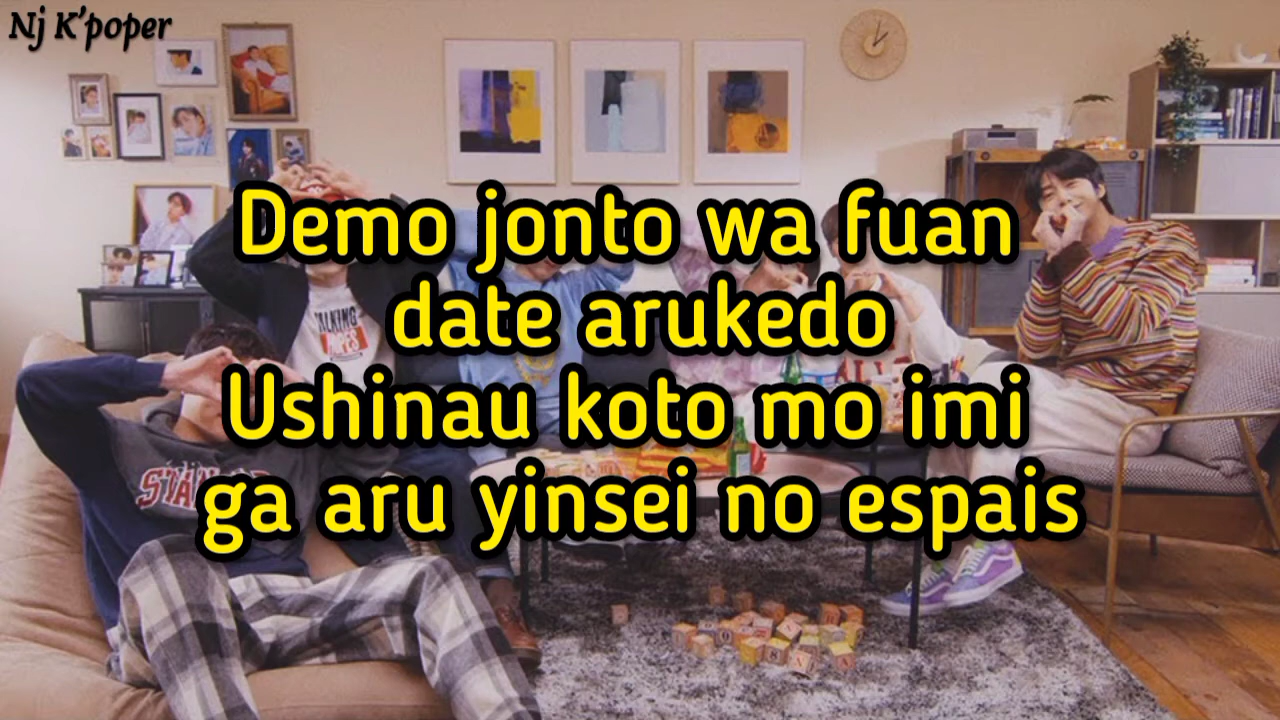 Nj K'poper
Demo jonto wa fuan
date arukedo
Ushinau koto mo imi
ga aru yinsei no espais